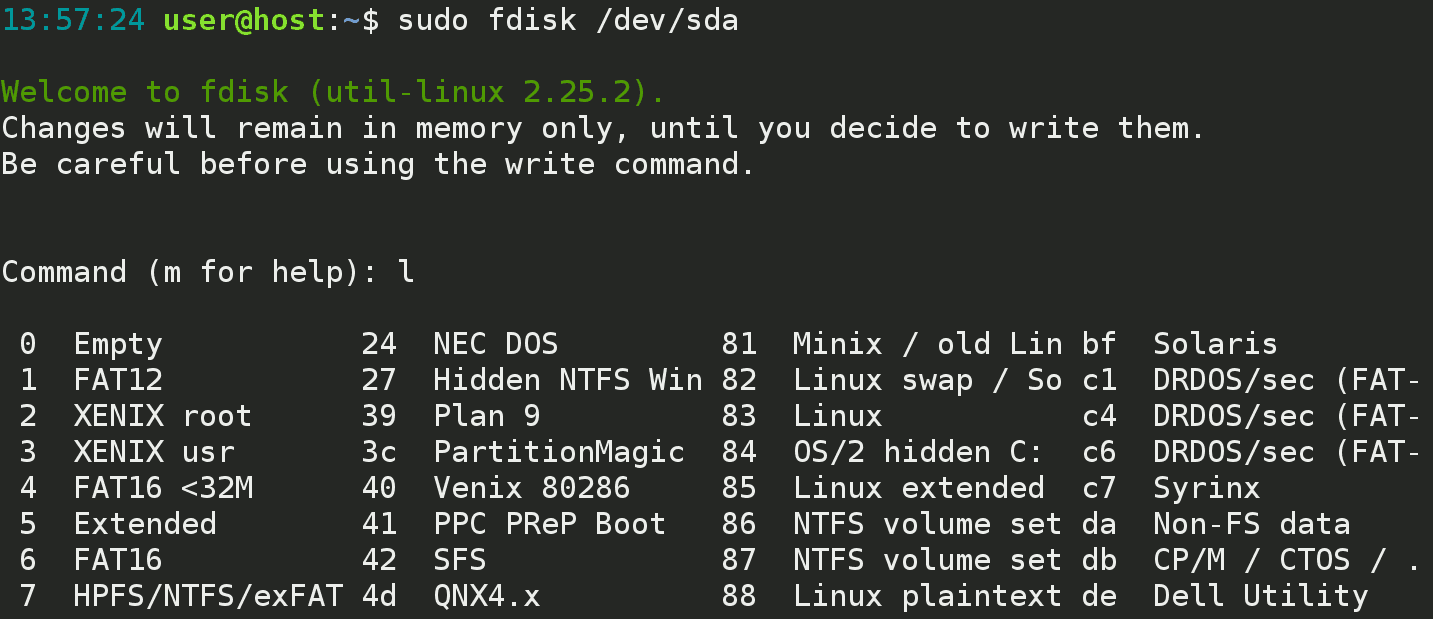 13:57:24 user@host:~$ sudo fdisk /dev/sda
Welcome to fdisk (util-linux 2.25.2).
Changes will remain in memory only, until you decide to write them.
Be careful before using the write command.
Command (m for help): l
 0  Empty           24  NEC DOS         81  Minix / old Lin bf  Solaris
 1  FAT12           27  Hidden NTFS Win 82  Linux swap / So c1  DRDOS/sec (FAT-
 2  XENIX root      39  Plan 9          83  Linux           c4  DRDOS/sec (FAT-
 3  XENIX usr       3c  PartitionMagic  84  OS/2 hidden C:  c6  DRDOS/sec (FAT-
 4  FAT16 <32M      40  Venix 80286     85  Linux extended  c7  Syrinx
 5  Extended        41  PPC PReP Boot   86  NTFS volume set da  Non-FS data
 6  FAT16           42  SFS             87  NTFS volume set db  CP/M / CTOS / .
 7  HPFS/NTFS/exFAT 4d  QNX4.x          88  Linux plaintext de  Dell Utility